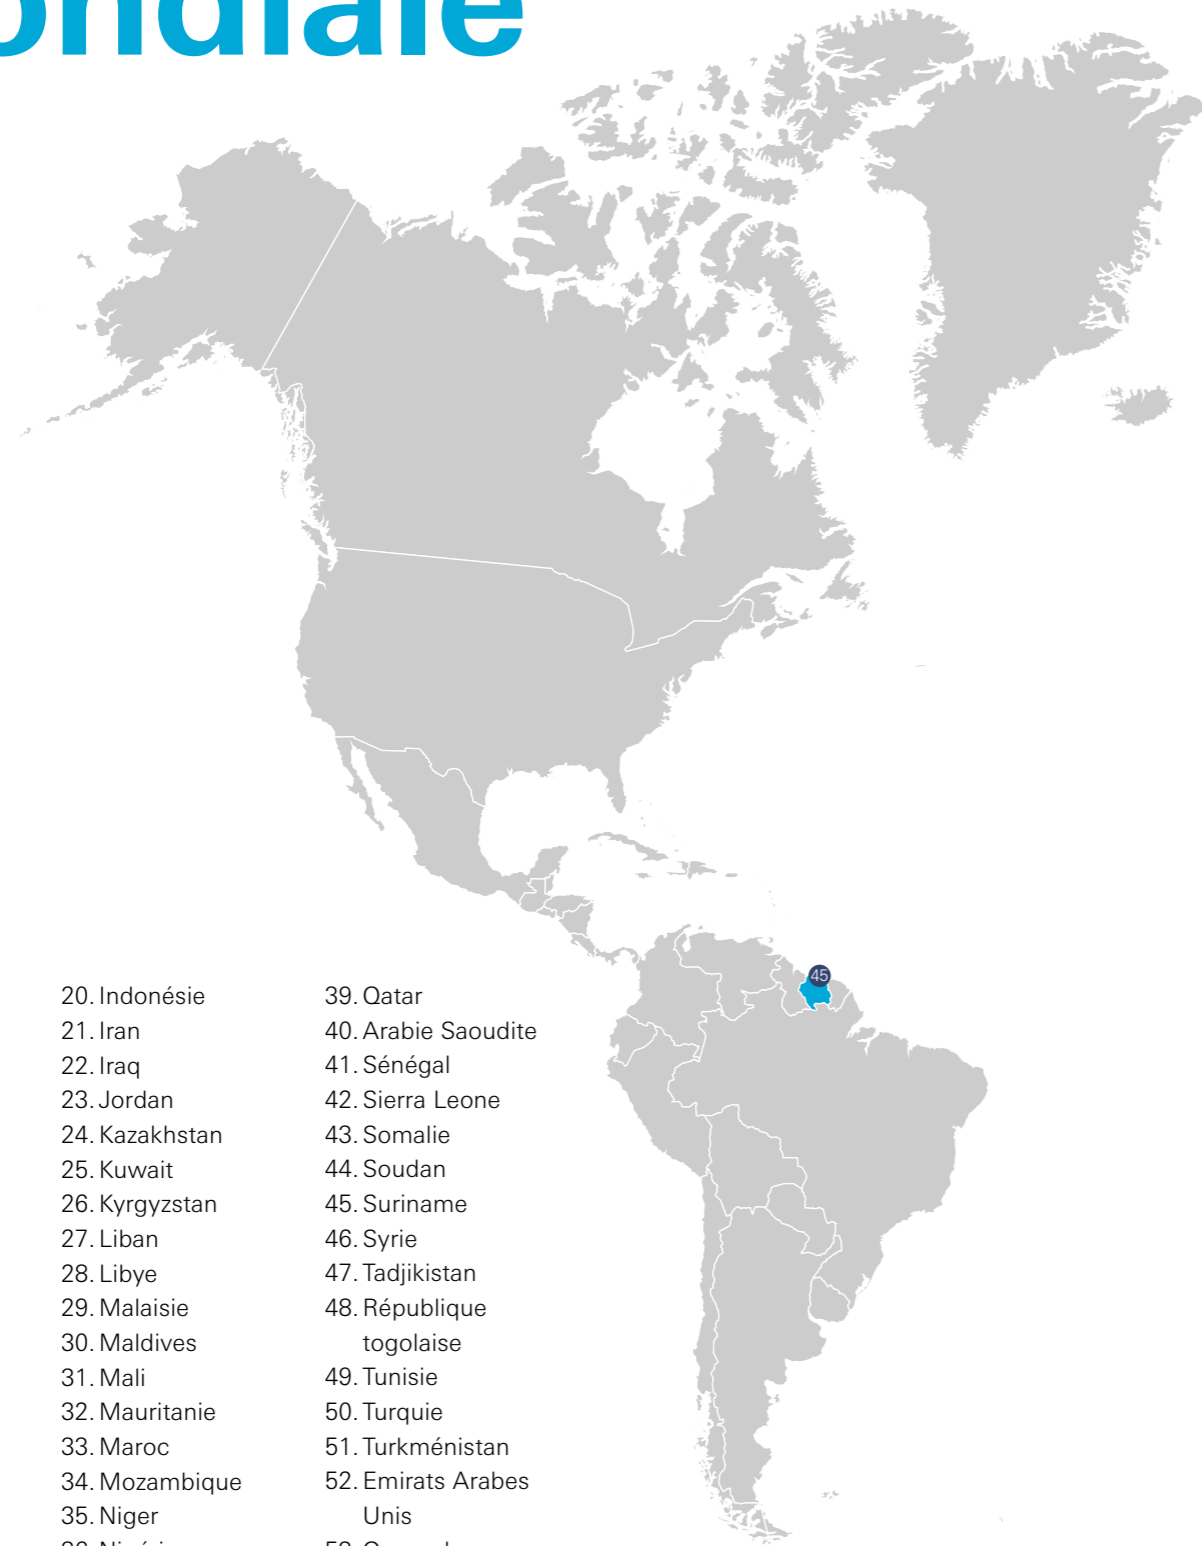 ondiale
45
20. Indonésie
21. Iran
22. Iraq
23. Jordan
24. Kazakhstan
25. Kuwait
26. Kyrgyzstan
27. Liban
28. Libye
29. Malaisie
30. Maldives
31. Mali
32. Mauritanie
33. Maroc
34. Mozambique
35. Niger
39. Qatar
40. Arabie Saoudite
41. Sénégal
42. Sierra Leone
43. Somalie
44. Soudan
45. Suriname
46. Syrie
47. Tadjikistan
48. République
togolaise
49. Tunisie
50. Turquie
51. Turkménistan
52. Emirats Arabes
Unis